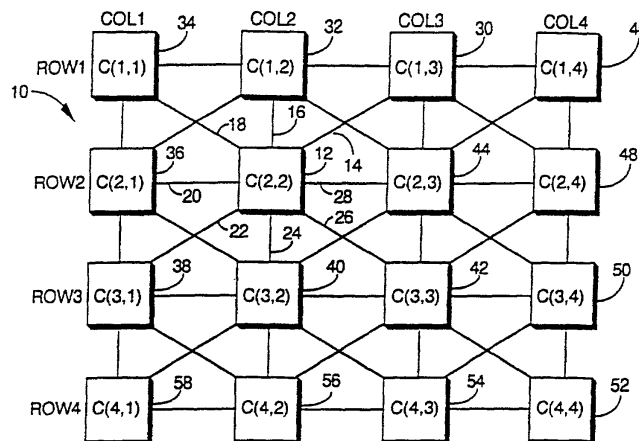 COL1 COL2 COL3 COL4
34 32 30 4
ROW1 C(1,1) C(1,2) C(1,3) C(1,4)
10
18 16 14
36 12 44 48
ROW2 C(2,1) C(2,2) C(2,3) C(2,4)
20 28
22 24 26
38 40 42 50
ROW3 C(3,1) C(3,2) C(3,3) C(3,4)
58 56 54 52
ROW4 C(4,1) C(4,2) C(4,3) C(4,4)